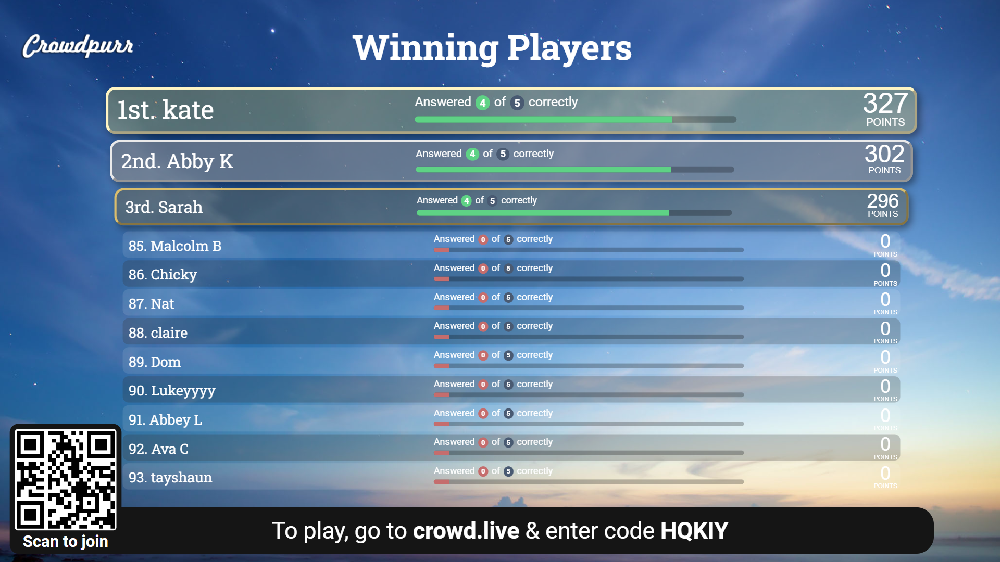 Crowdpurr
Winning Players
1st. kate
Answered 4 of 5 correctly
327
POINTS
2nd. Abby K
Answered 4 of 5 correctly
302
POINTS
3rd. Sarah
Answered 4 of 5 correctly
296
POINTS
85. Malcolm B
Answered 0 of 5 correctly
0
POINTS
86. Chicky
Answered 0 of 5 correctly
0
POINTS
87. Nat
Answered 0 of 5 correctly
0
POINTS
88. claire
Answered 0 of 5 correctly
0
POINTS
89. Dom
Answered 0 of 5 correctly
0
POINTS
90. Lukeyyyy
Answered 0 of 5 correctly
0
POINTS
91. Abbey L
Answered 0 of 5 correctly
0
POINTS
92. Ava C
Answered 0 of 5 correctly
0
POINTS
93. tayshaun
Answered 0 of 5 correctly
0
POINTS
Scan to join
To play, go to crowd.live & enter code HQKIY